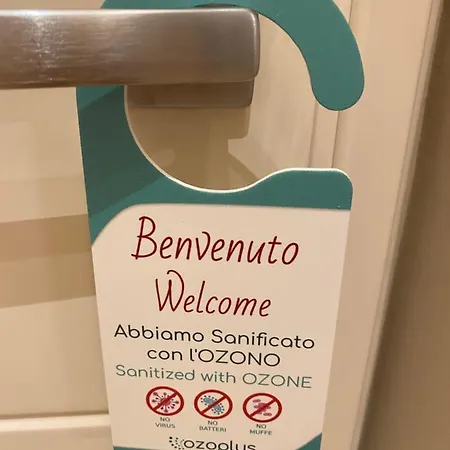 Benvenuto
Welcome
Abbiamo Sanificato
con l'OZONO
Sanitized with OZONE
NO VIRUS
NO BATTERI
NO MUFFE
ozoplus